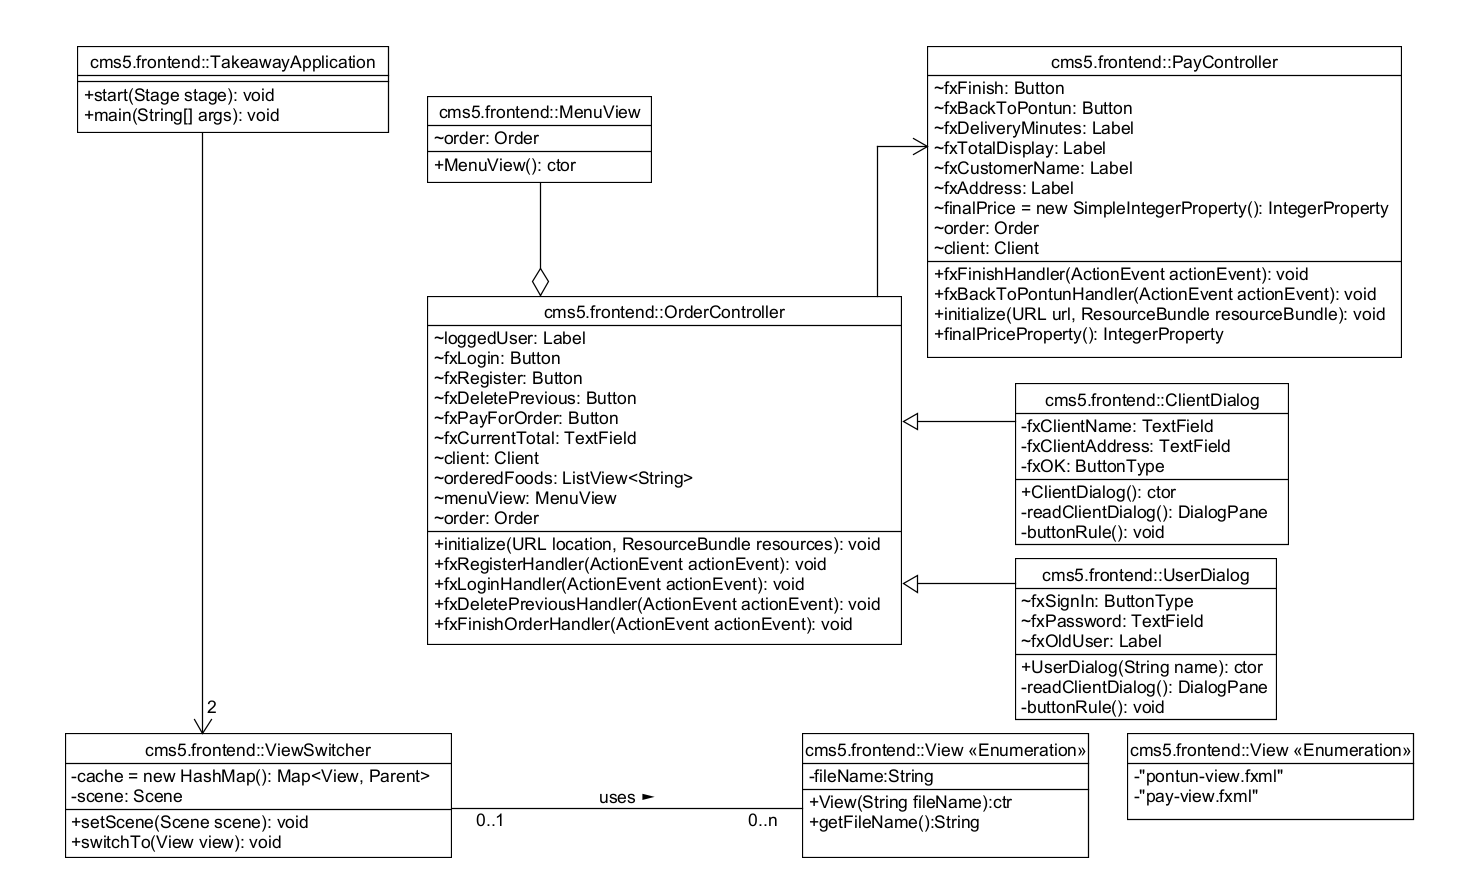 cms5.frontend::TakeawayApplication
+start(Stage stage): void
+main(String[] args): void
cms5.frontend::MenuView
~order: Order
+MenuView(): ctor
cms5.frontend::PayController
~fxFinish: Button
~fxBackToPontun: Button
~fxDeliveryMinutes: Label
~fxTotalDisplay: Label
~fxCustomerName: Label
~fxAddress: Label
~finalPrice = new SimpleIntegerProperty(): IntegerProperty
~order: Order
~client: Client
+fxFinishHandler(ActionEvent actionEvent): void
+fxBackToPontunHandler(ActionEvent actionEvent): void
+initialize(URL url, ResourceBundle resourceBundle): void
+finalPriceProperty(): IntegerProperty
cms5.frontend::OrderController
~loggedUser: Label
~fxLogin: Button
~fxRegister: Button
~fxDeletePrevious: Button
~fxPayForOrder: Button
~fxCurrentTotal: TextField
~client: Client
~orderedFoods: ListView<String>
~menuView: MenuView
~order: Order
+initialize(URL location, ResourceBundle resources): void
+fxRegisterHandler(ActionEvent actionEvent): void
+fxLoginHandler(ActionEvent actionEvent): void
+fxDeletePreviousHandler(ActionEvent actionEvent): void
+fxFinishOrderHandler(ActionEvent actionEvent): void
cms5.frontend::ClientDialog
-fxClientName: TextField
-fxClientAddress: TextField
-fxOK: ButtonType
+ClientDialog(): ctor
-readClientDialog(): DialogPane
-buttonRule(): void
cms5.frontend::UserDialog
~fxSignIn: ButtonType
~fxPassword: TextField
~fxOldUser: Label
+UserDialog(String name): ctor
-readClientDialog(): DialogPane
-buttonRule(): void
2
cms5.frontend::ViewSwitcher
-cache = new HashMap(): Map<View, Parent>
-scene: Scene
+setScene(Scene scene): void
+switchTo(View view): void
uses ►
0..1
0..n
cms5.frontend::View «Enumeration»
-fileName:String
+View(String fileName):ctr
+getFileName():String
cms5.frontend::View «Enumeration»
-"pontun-view.fxml"
-"pay-view.fxml"